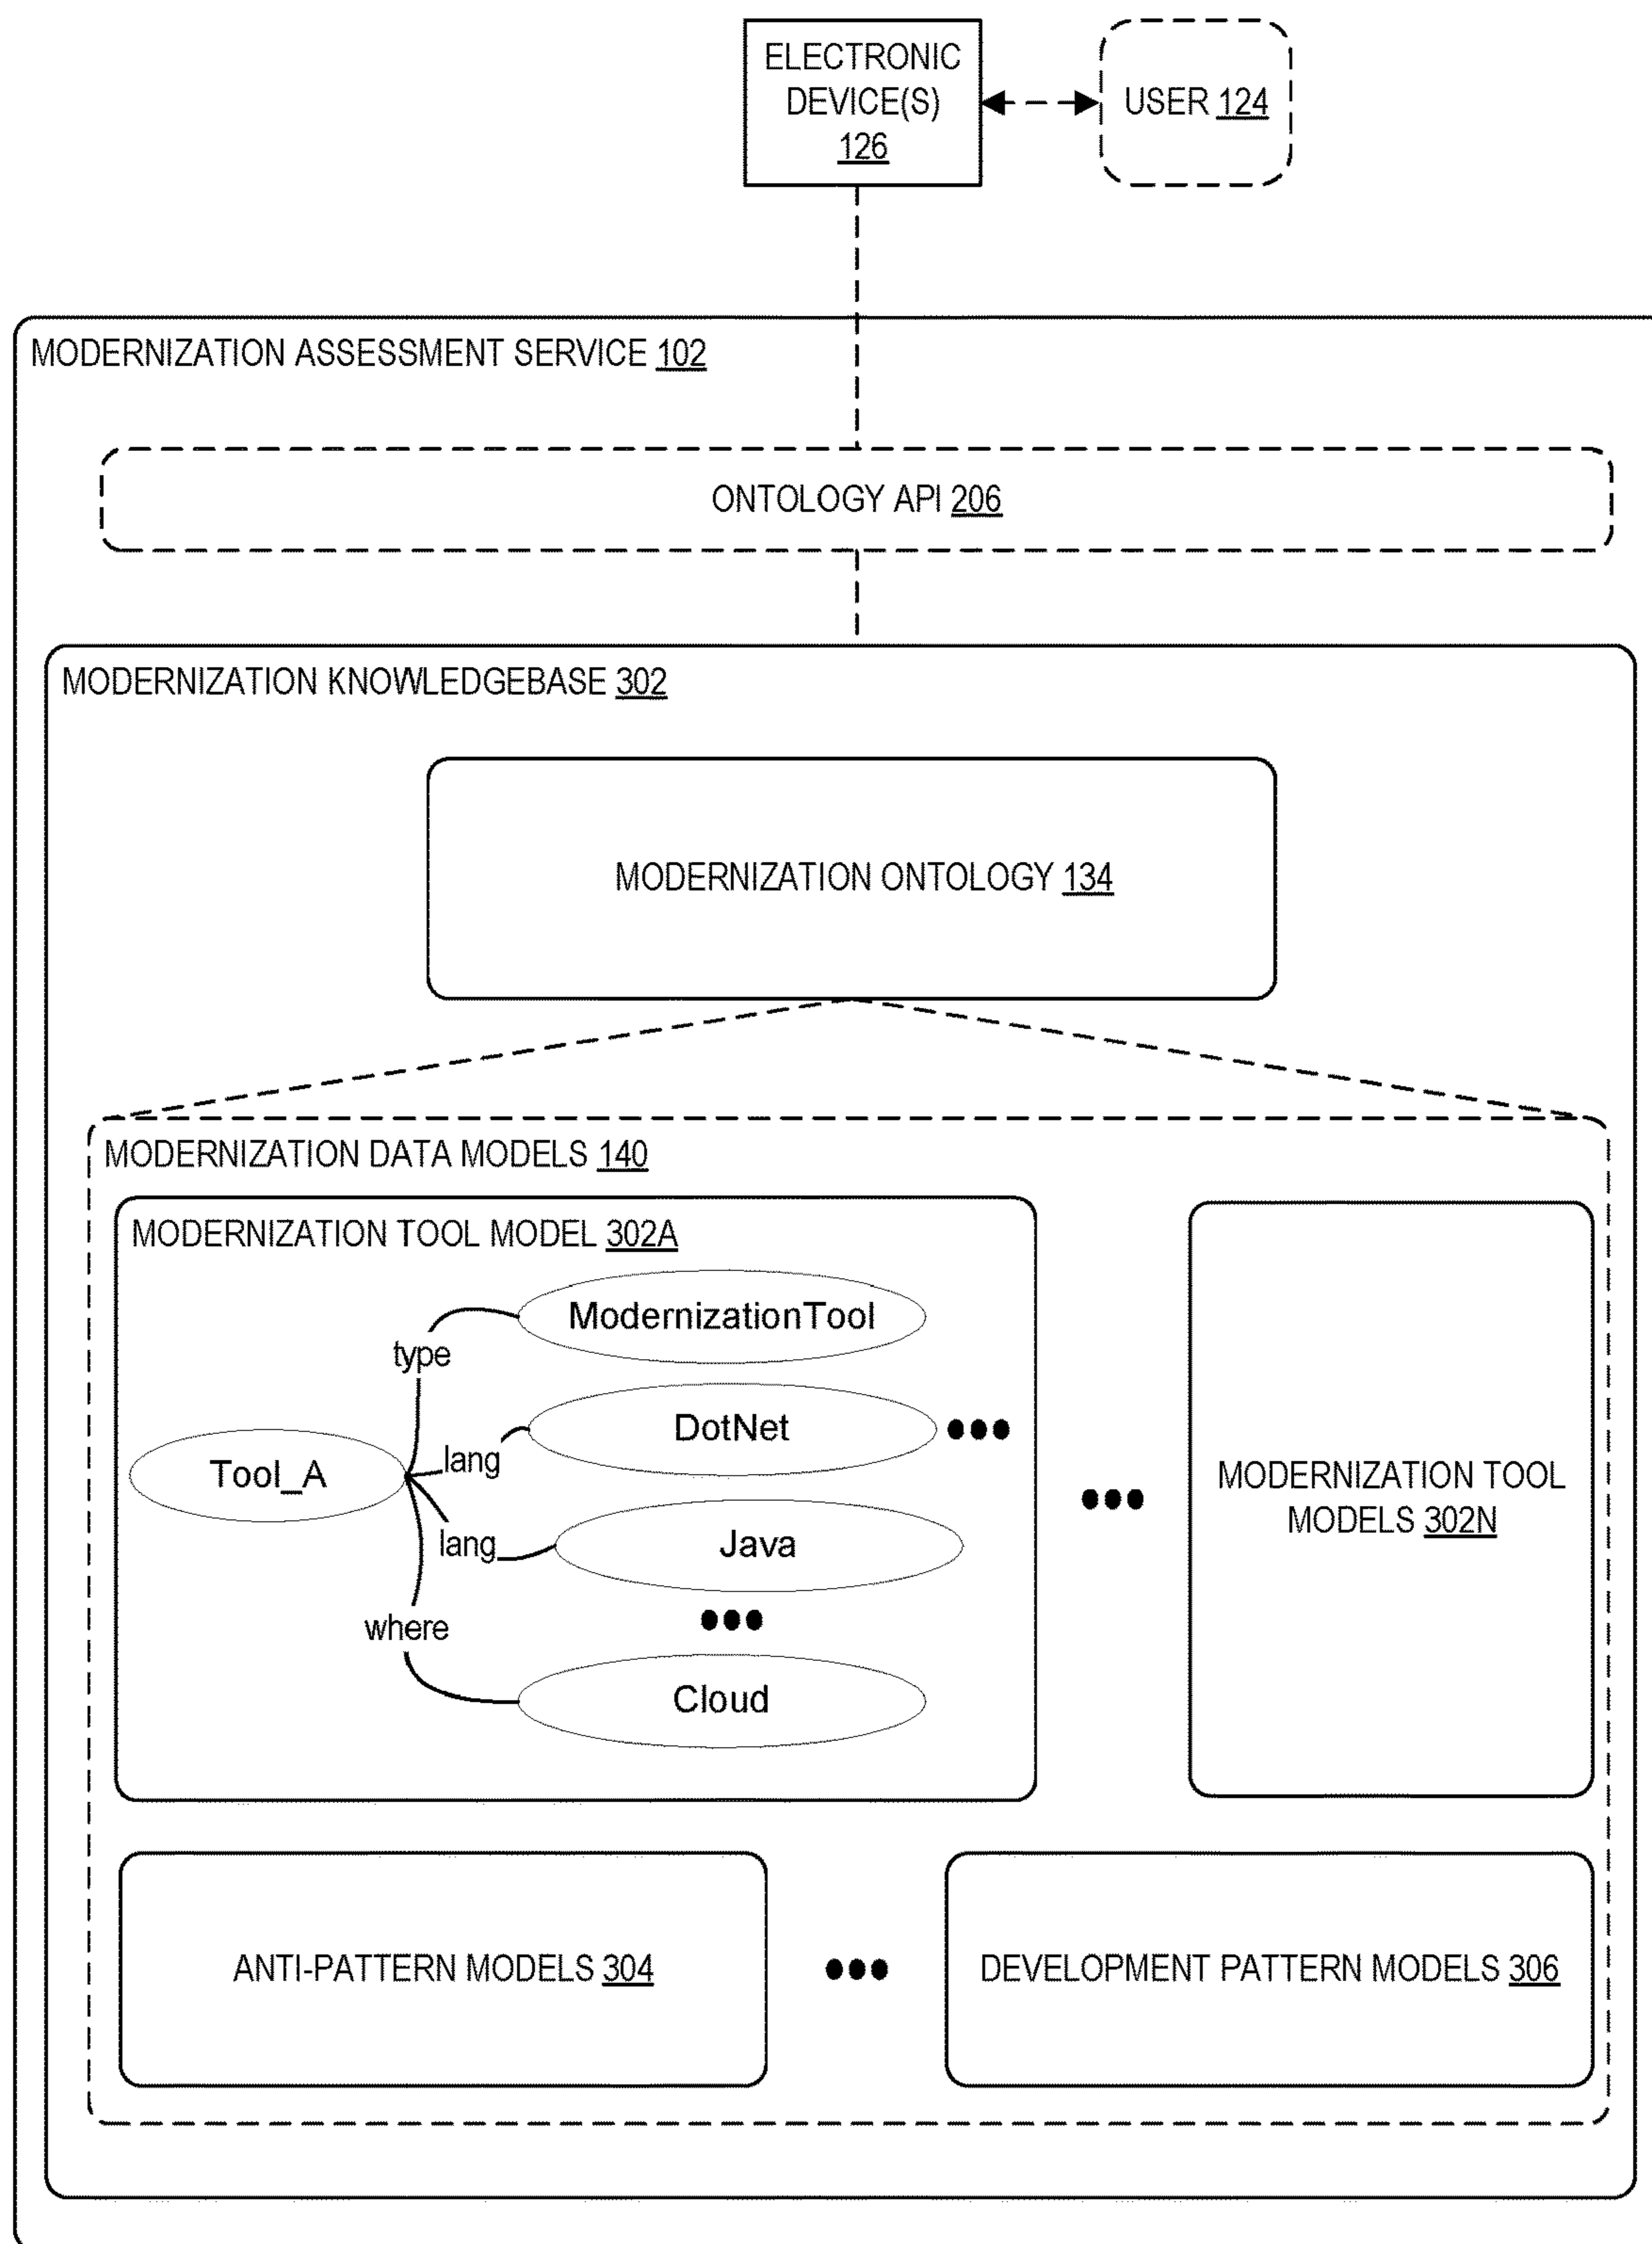 ELECTRONIC
DEVICE(S)
126
USER 124
MODERNIZATION ASSESSMENT SERVICE 102
ONTOLOGY API 206
MODERNIZATION KNOWLEDGEBASE 302
MODERNIZATION ONTOLOGY 134
MODERNIZATION DATA MODELS 140
MODERNIZATION TOOL MODEL 302A
ModernizationTool
type
DotNet
lang
Tool_A
Java
lang
where
Cloud
MODERNIZATION TOOL
MODELS 302N
ANTI-PATTERN MODELS 304
DEVELOPMENT PATTERN MODELS 306